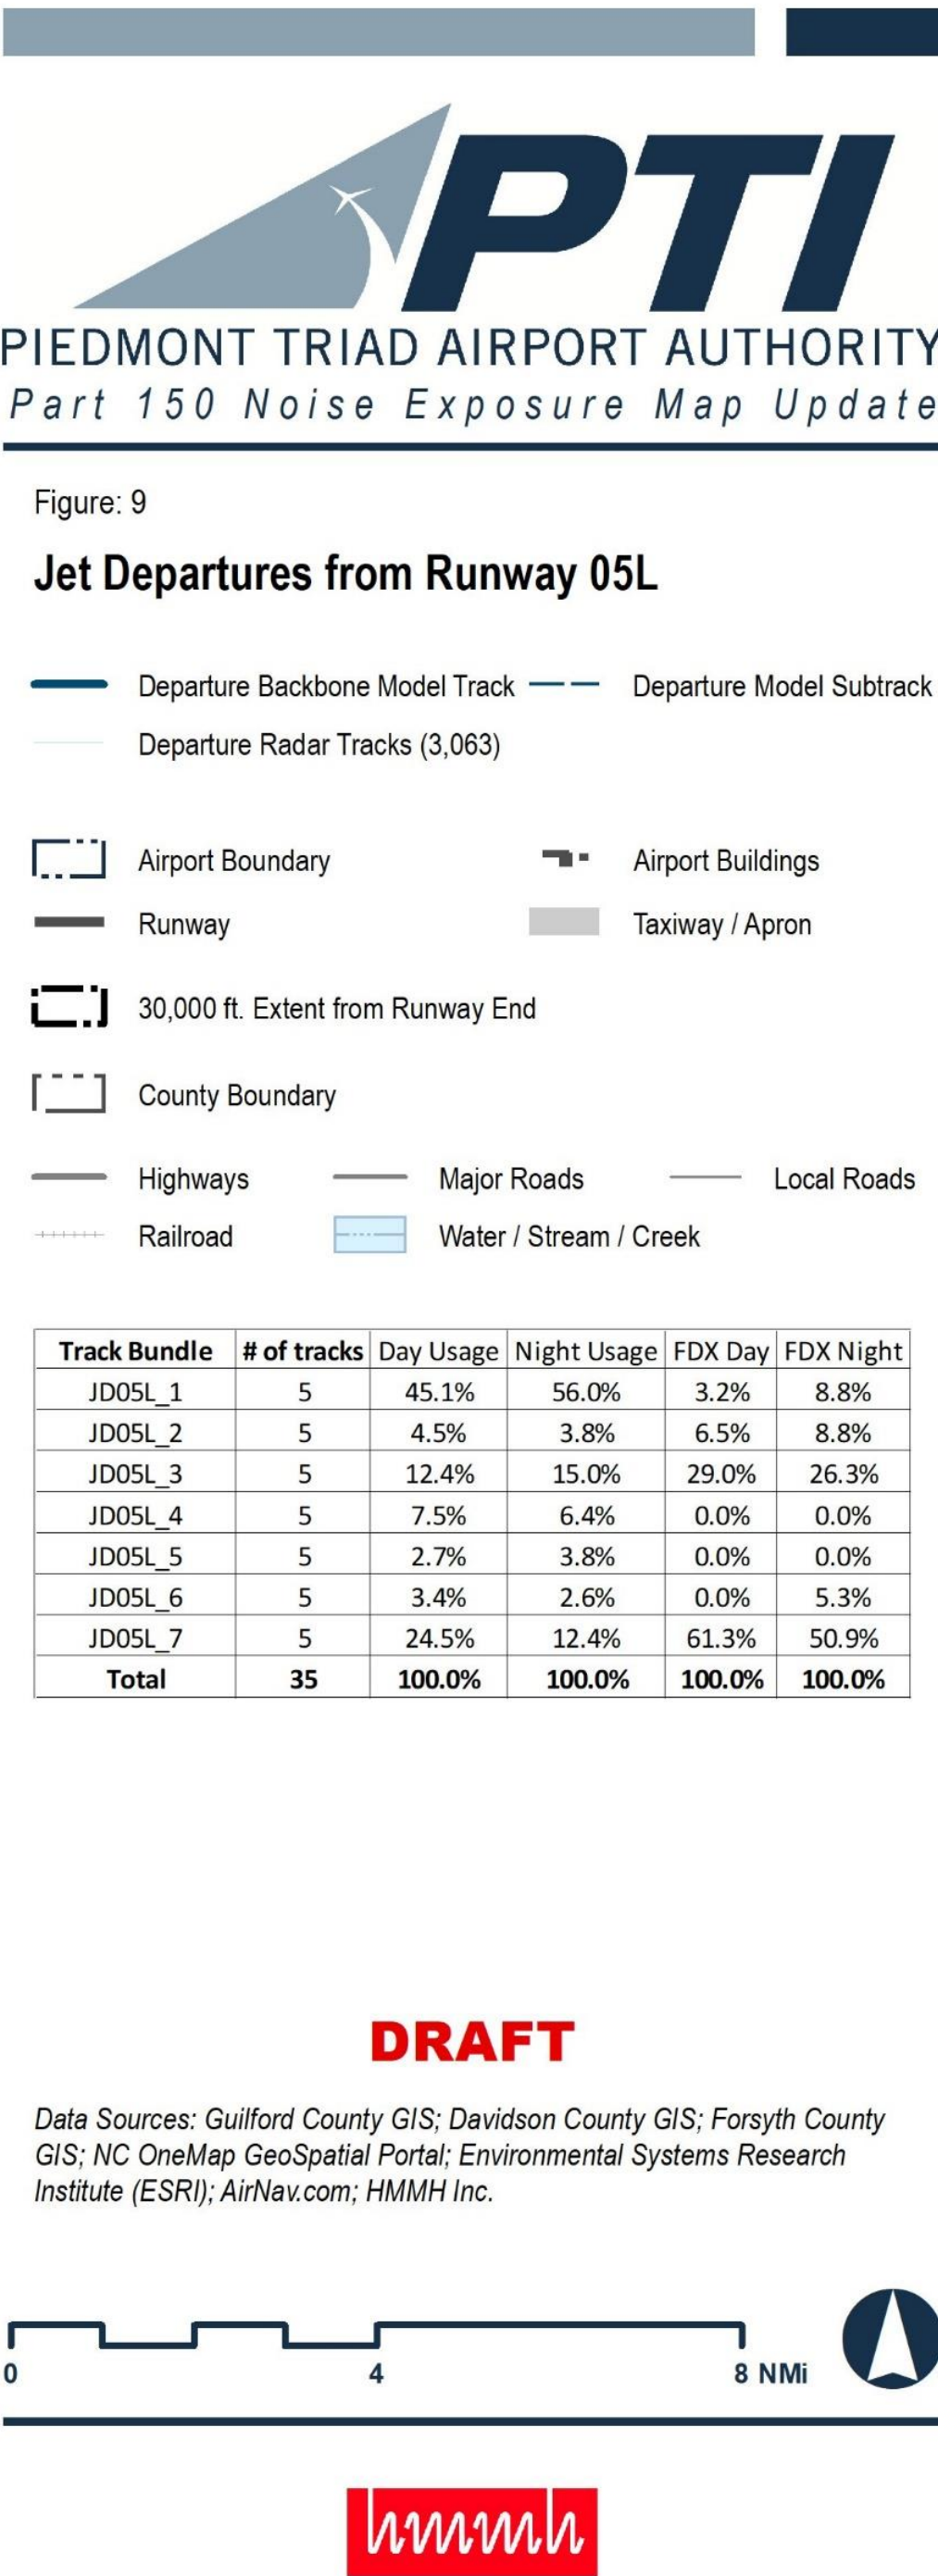 PTI
PIEDMONT TRIAD AIRPORT AUTHORITY
Part 150 Noise Exposure Map Update
Figure: 9
Jet Departures from Runway 05L
Departure Backbone Model Track Departure Model Subtrack
Departure Radar Tracks (3,063)
Airport Boundary Airport Buildings
Runway Taxiway / Apron
30,000 ft. Extent from Runway End
County Boundary
Highways Major Roads Local Roads
Railroad Water / Stream / Creek
Track Bundle # of tracks Day Usage Night Usage FDX Day FDX Night
JD05L_1 5 45.1% 56.0% 3.2% 8.8%
JD05L_2 5 4.5% 3.8% 6.5% 8.8%
JD05L_3 5 12.4% 15.0% 29.0% 26.3%
JD05L_4 5 7.5% 6.4% 0.0% 0.0%
JD05L_5 5 2.7% 3.8% 0.0% 0.0%
JD05L_6 5 3.4% 2.6% 0.0% 5.3%
JD05L_7 5 24.5% 12.4% 61.3% 50.9%
Total 35 100.0% 100.0% 100.0% 100.0%
DRAFT
Data Sources: Guilford County GIS; Davidson County GIS; Forsyth County
GIS; NC OneMap GeoSpatial Portal; Environmental Systems Research
Institute (ESRI); AirNav.com; HMMH Inc.
0 4 8 NMi
hmmh